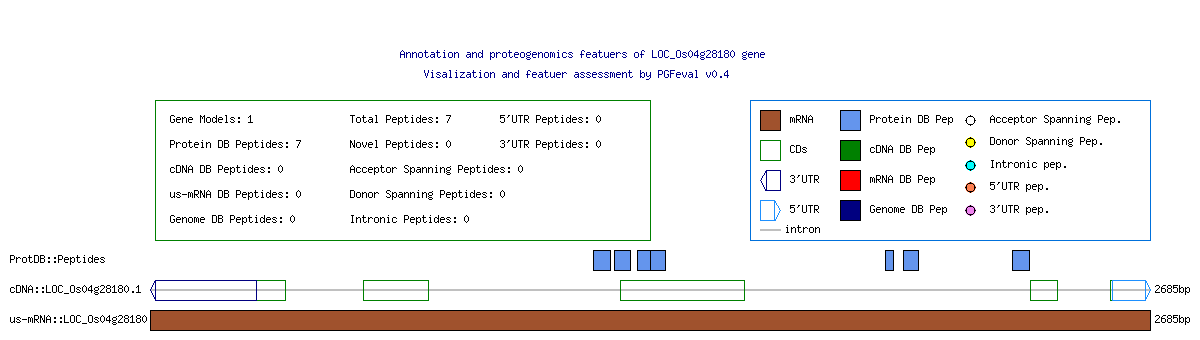 Annotation and proteogenomics featuers of LOC_Os04g28180 gene
Visalization and featuer assessment by PGFeval v0.4
Gene Models: 1 Total Peptides: 7 5'UTR Peptides: 0
Protein DB Peptides: 7 Novel Peptides: 0 3'UTR Peptides: 0
cDNA DB Peptides: 0 Acceptor Spanning Peptides: 0
us-mRNA DB Peptides: 0 Donor Spanning Peptides: 0
Genome DB Peptides: 0 Intronic Peptides: 0
mRNA Protein DB Pep Acceptor Spanning Pep.
CDs cDNA DB Pep Donor Spanning Pep.
3'UTR mRNA DB Pep Intronic pep.
5'UTR Genome DB Pep 5'UTR pep.
intron 3'UTR pep.
ProtDB::Peptides
cDNA::LOC_Os04g28180.1 2685bp
us-mRNA::LOC_Os04g28180 2685bp